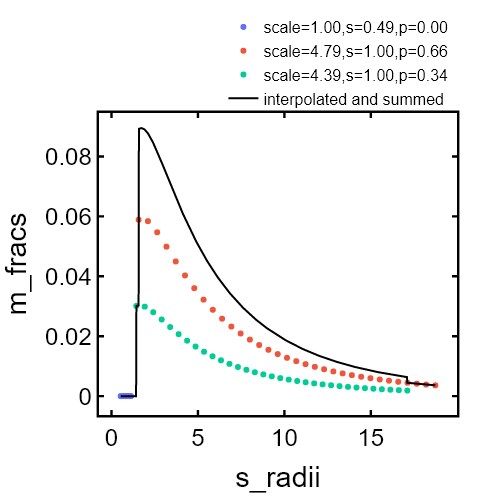 scale=1.00,s=0.49,p=0.00
scale=4.79,s=1.00,p=0.66
scale=4.39,s=1.00,p=0.34
interpolated and summed
0.08
0.06
0.04
0.02
0
m_fracs
0 5 10 15
s_radii